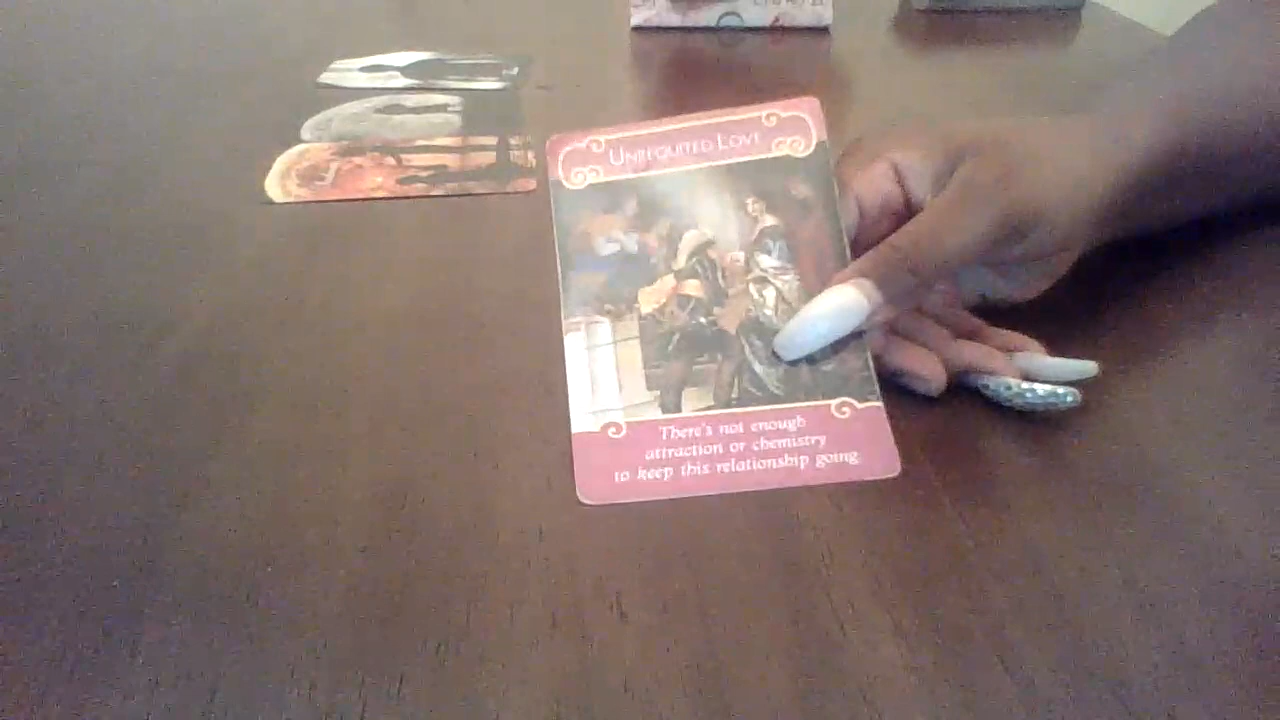 UNREQUITED LOVE
There's not enough
attraction or chemistry
to keep this relationship going.